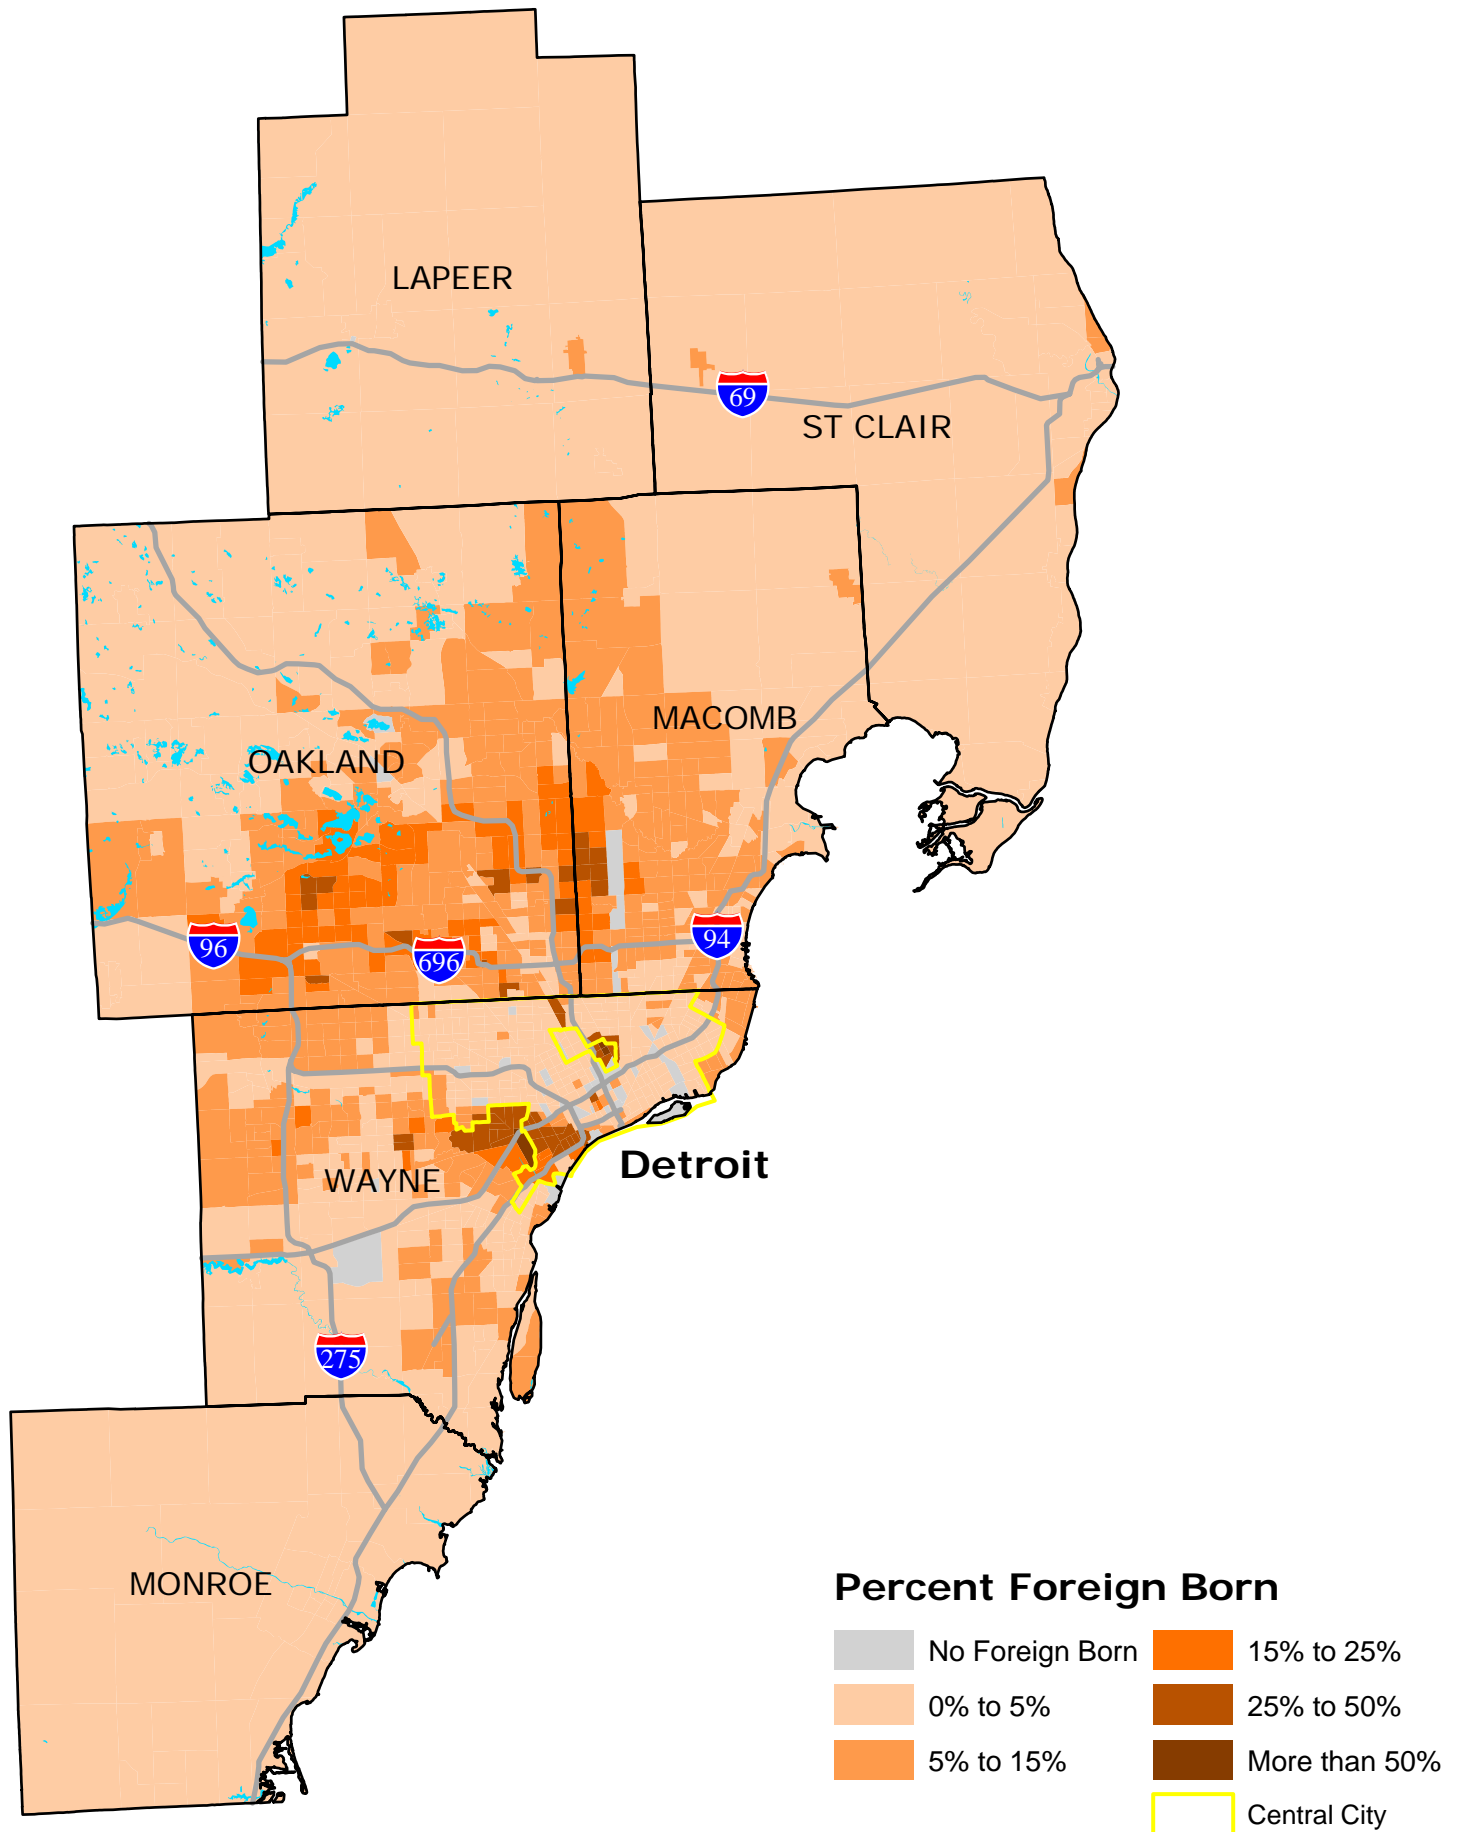 LAPEER
69
ST CLAIR
MACOMB
OAKLAND
96
696
94
Detroit
WAYNE
275
MONROE
Percent Foreign Born
No Foreign Born
15% to 25%
0% to 5%
25% to 50%
5% to 15%
More than 50%
Central City